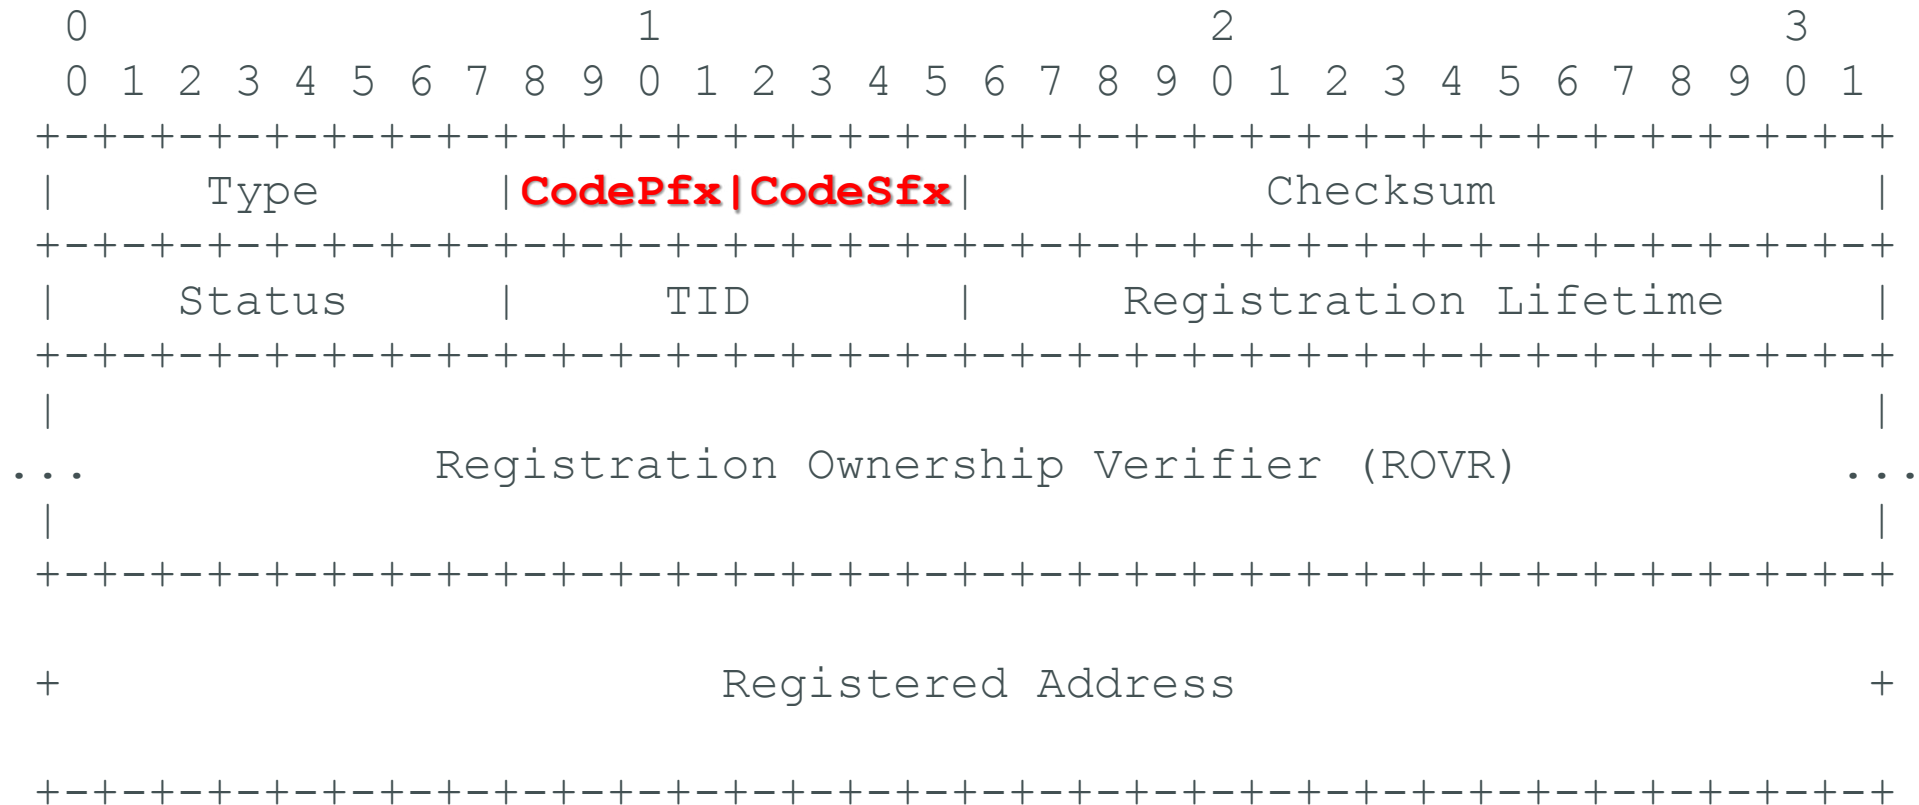 0                   1                   2                   3
0 1 2 3 4 5 6 7 8 9 0 1 2 3 4 5 6 7 8 9 0 1 2 3 4 5 6 7 8 9 0 1
+-+-+-+-+-+-+-+-+-+-+-+-+-+-+-+-+-+-+-+-+-+-+-+-+-+-+-+-+-+-+-+-+
|     Type      |CodePfx|CodeSfx|          Checksum             |
+-+-+-+-+-+-+-+-+-+-+-+-+-+-+-+-+-+-+-+-+-+-+-+-+-+-+-+-+-+-+-+-+
|    Status     |     TID       |     Registration Lifetime     |
+-+-+-+-+-+-+-+-+-+-+-+-+-+-+-+-+-+-+-+-+-+-+-+-+-+-+-+-+-+-+-+-+
|                                                               |
...            Registration Ownership Verifier (ROVR)           ...
|                                                               |
+-+-+-+-+-+-+-+-+-+-+-+-+-+-+-+-+-+-+-+-+-+-+-+-+-+-+-+-+-+-+-+-+
+                       Registered Address                      +
+-+-+-+-+-+-+-+-+-+-+-+-+-+-+-+-+-+-+-+-+-+-+-+-+-+-+-+-+-+-+-+-+